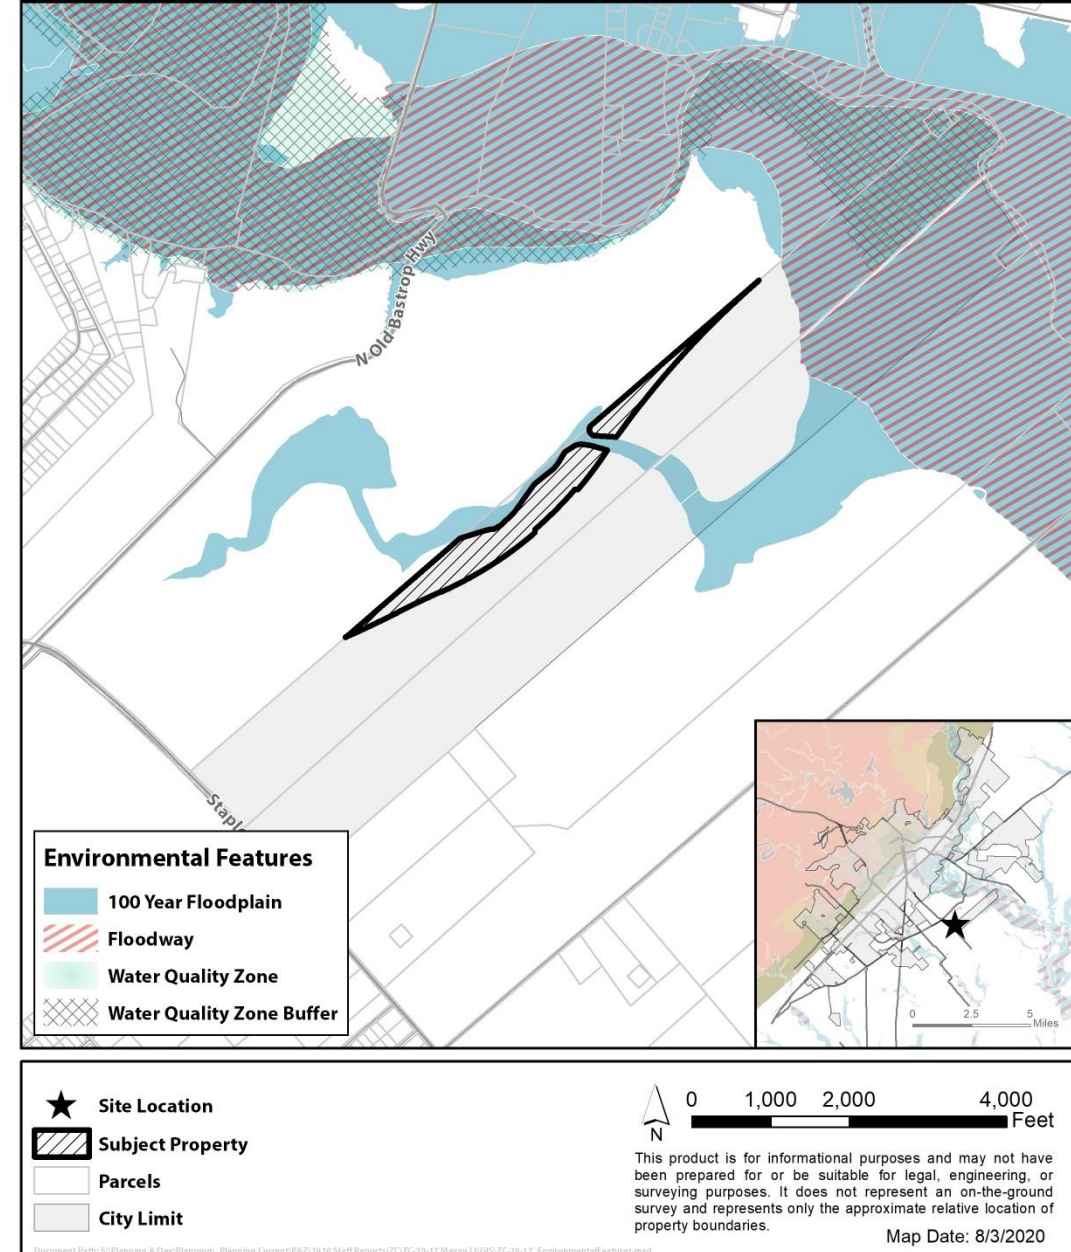 N Old Bastrop Hwy
Staple
Environmental Features
100 Year Floodplain
Floodway
Water Quality Zone
Water Quality Zone Buffer
0 2.5 5
Miles
Site Location
Subject Property
Parcels
City Limit
N
0 1,000 2,000 4,000
Feet
This product is for informational purposes and may not have
been prepared for or be suitable for legal, engineering, or
surveying purposes. It does not represent an on-the-ground
survey and represents only the approximate relative location of
property boundaries.
Map Date: 8/3/2020